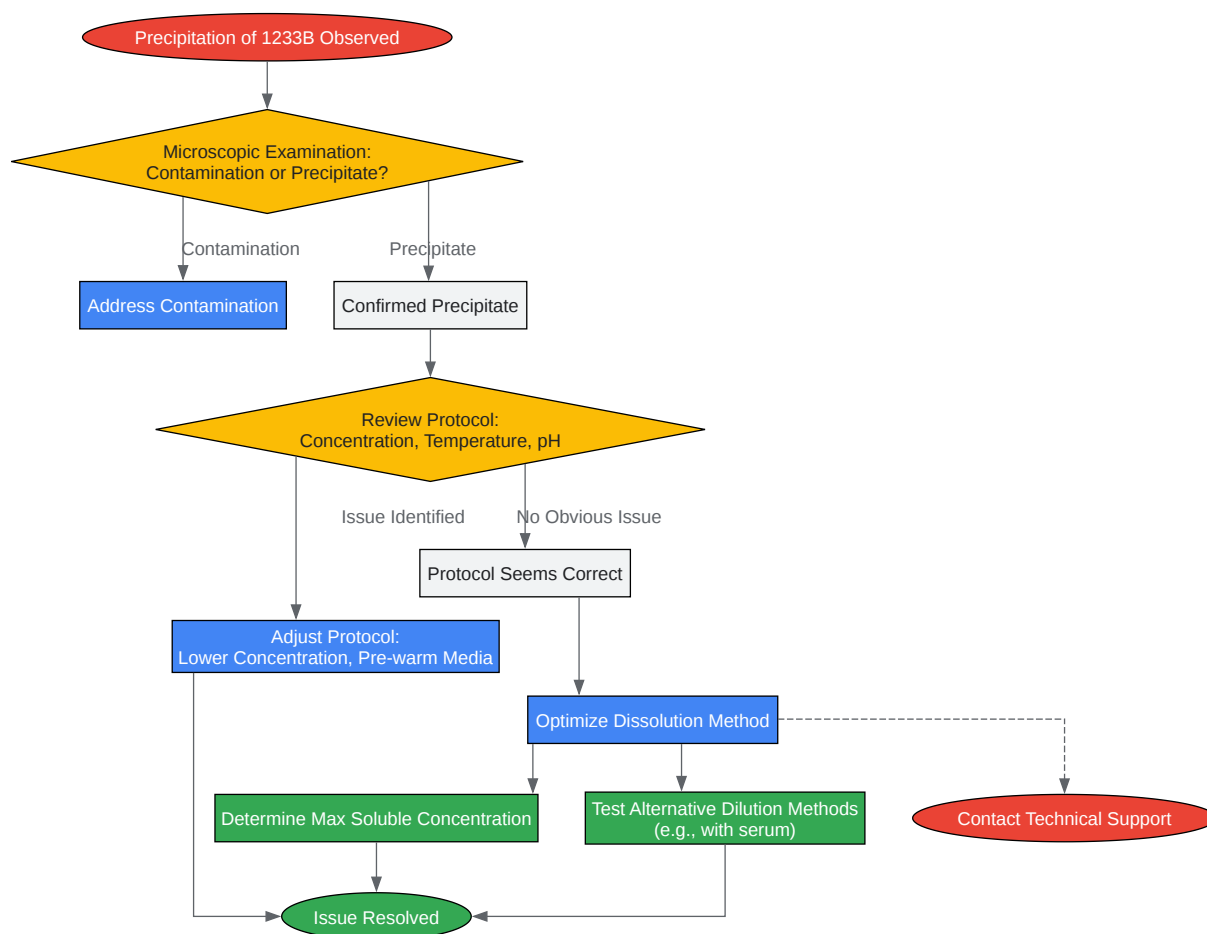 Precipitation of 1233B Observed
Microscopic Examination:
Contamination or Precipitate?
Contamination
Precipitate
Address Contamination
Confirmed Precipitate
Review Protocol:
Concentration, Temperature, pH
Issue Identified
No Obvious Issue
Protocol Seems Correct
Adjust Protocol:
Lower Concentration, Pre-warm Media
Optimize Dissolution Method
Determine Max Soluble Concentration
Test Alternative Dilution Methods
(e.g., with serum)
Contact Technical Support
Issue Resolved